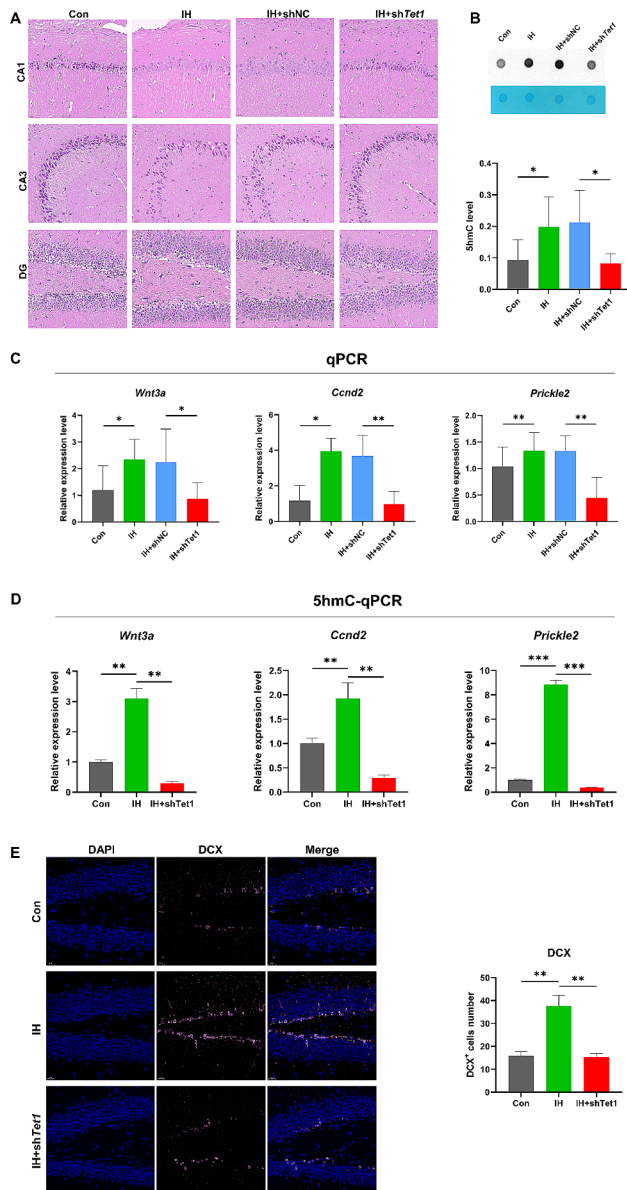 A
Con
IH
IH+shNC
IH+shTet1
CA1
CA3
DG
B
Con
IH
IH+shNC
IH+shTet1
5hmC level
0.4
0.3
0.2
0.1
0.0
*
*
Con
IH
IH+shNC
IH+shTet1
C
qPCR
Wnt3a
Relative expression level
4
3
2
1
0
*
*
Con
IH
IH+shNC
IH+shTet1
Ccnd2
Relative expression level
6
4
2
0
*
**
Con
IH
IH+shNC
IH+shTet1
Prickle2
Relative expression level
2.0
1.5
1.0
0.5
0.0
**
**
Con
IH
IH+shNC
IH+shTet1
D
5hmC-qPCR
Wnt3a
Relative expression level
4
3
2
1
0
**
**
Con
IH
IH+shTet1
Ccnd2
Relative expression level
2.5
2.0
1.5
1.0
0.5
0.0
**
**
Con
IH
IH+shTet1
Prickle2
Relative expression level
10
8
6
4
2
0
***
***
Con
IH
IH+shTet1
E
DAPI
DCX
Merge
Con
IH
IH+shTet1
DCX
DCX+ cells number
50
40
30
20
10
0
**
**
Con
IH
IH+shTet1